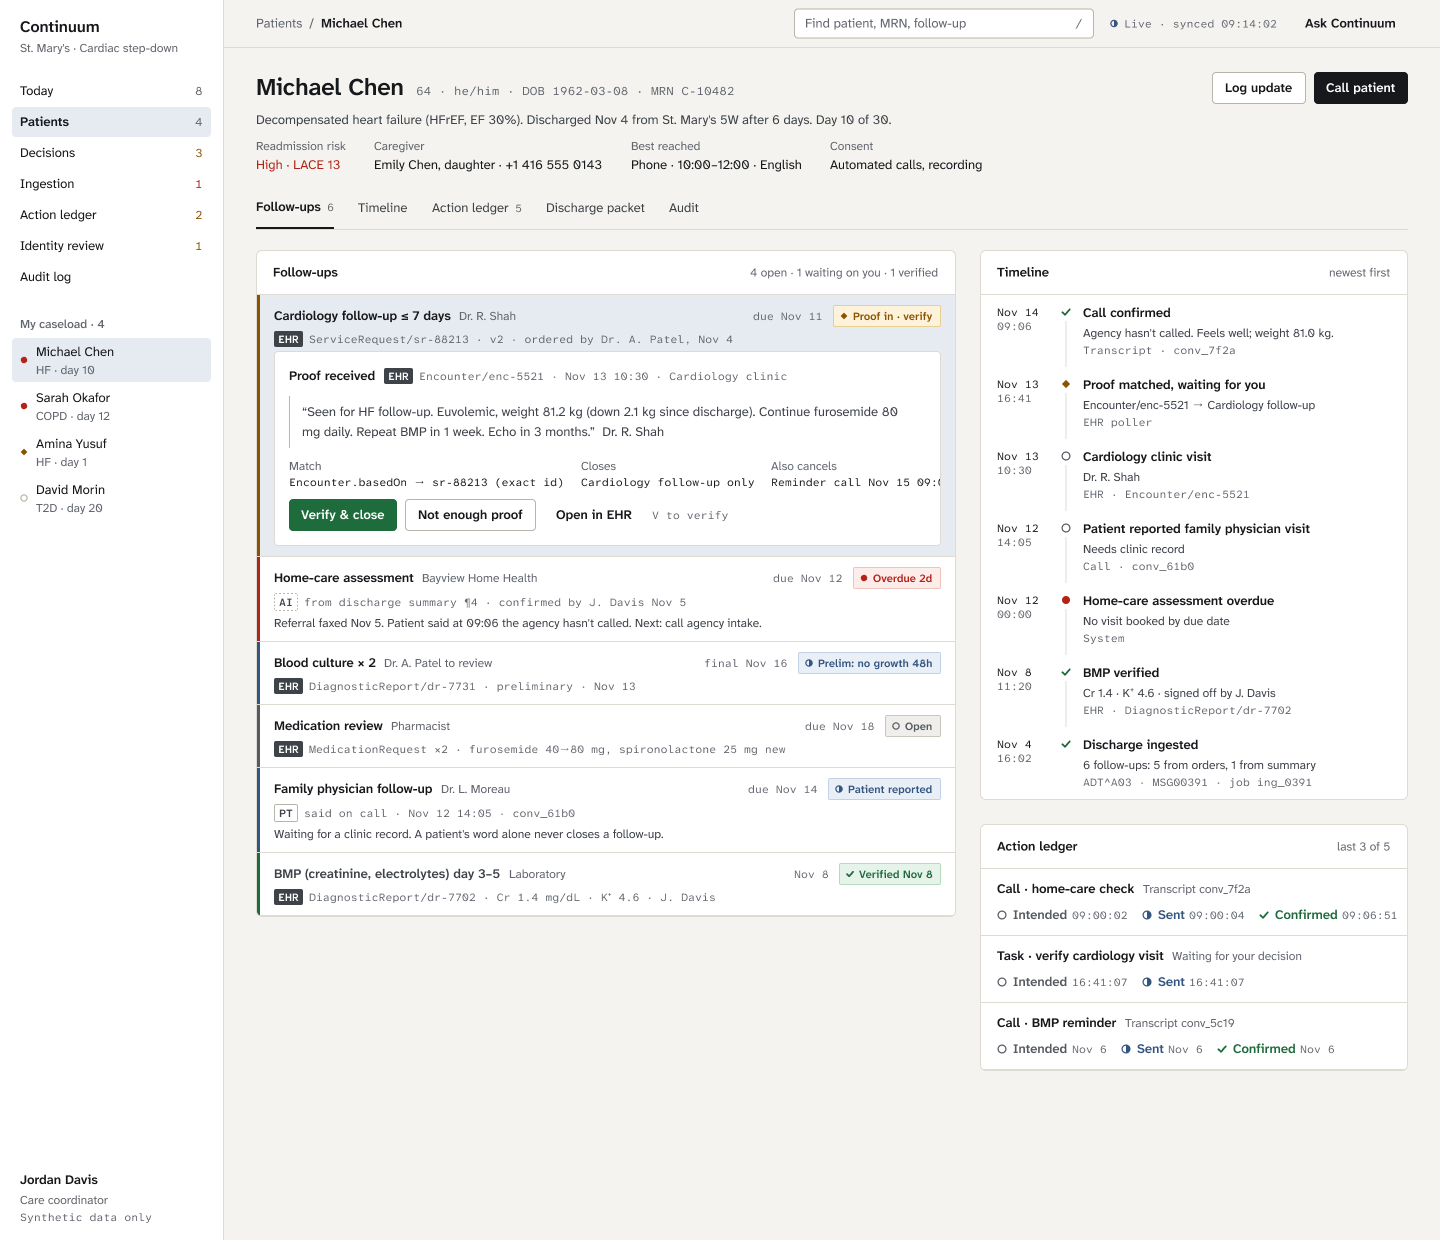 Continuum
St. Mary's · Cardiac step-down
Today 8
Patients 4
Decisions 3
Ingestion 1
Action ledger 2
Identity review 1
Audit log
My caseload · 4
Michael Chen
HF · day 10
Sarah Okafor
COPD · day 12
Amina Yusuf
HF · day 1
David Morin
T2D · day 20
Jordan Davis
Care coordinator
Synthetic data only
Patients / Michael Chen
Find patient, MRN, follow-up /
Live · synced 09:14:02
Ask Continuum
Michael Chen 64 · he/him · DOB 1962-03-08 · MRN C-10482
Log update
Call patient
Decompensated heart failure (HFrEF, EF 30%). Discharged Nov 4 from St. Mary's 5W after 6 days. Day 10 of 30.
Readmission risk
High · LACE 13
Caregiver
Emily Chen, daughter · +1 416 555 0143
Best reached
Phone · 10:00–12:00 · English
Consent
Automated calls, recording
Follow-ups 6 Timeline Action ledger 5 Discharge packet Audit
Follow-ups 4 open · 1 waiting on you · 1 verified
Cardiology follow-up ≤ 7 days Dr. R. Shah due Nov 11 Proof in · verify
EHR ServiceRequest/sr-88213 · v2 · ordered by Dr. A. Patel, Nov 4
Proof received EHR Encounter/enc-5521 · Nov 13 10:30 · Cardiology clinic
“Seen for HF follow-up. Euvolemic, weight 81.2 kg (down 2.1 kg since discharge). Continue furosemide 80
mg daily. Repeat BMP in 1 week. Echo in 3 months.” Dr. R. Shah
Match
Encounter.basedOn → sr-88213 (exact id)
Closes
Cardiology follow-up only
Also cancels
Reminder call Nov 15 09:
Verify & close
Not enough proof
Open in EHR
V to verify
Home-care assessment Bayview Home Health due Nov 12 Overdue 2d
AI from discharge summary ¶4 · confirmed by J. Davis Nov 5
Referral faxed Nov 5. Patient said at 09:06 the agency hasn't called. Next: call agency intake.
Blood culture × 2 Dr. A. Patel to review final Nov 16 Prelim: no growth 48h
EHR DiagnosticReport/dr-7731 · preliminary · Nov 13
Medication review Pharmacist due Nov 18 Open
EHR MedicationRequest ×2 · furosemide 40→80 mg, spironolactone 25 mg new
Family physician follow-up Dr. L. Moreau due Nov 14 Patient reported
PT said on call · Nov 12 14:05 · conv_61b0
Waiting for a clinic record. A patient's word alone never closes a follow-up.
BMP (creatinine, electrolytes) day 3–5 Laboratory Nov 8 Verified Nov 8
EHR DiagnosticReport/dr-7702 · Cr 1.4 mg/dL · K⁺ 4.6 · J. Davis
Timeline newest first
Nov 14 09:06
Call confirmed
Agency hasn't called. Feels well; weight 81.0 kg.
Transcript · conv_7f2a
Nov 13 16:41
Proof matched, waiting for you
Encounter/enc-5521 → Cardiology follow-up
EHR poller
Nov 13 10:30
Cardiology clinic visit
Dr. R. Shah
EHR · Encounter/enc-5521
Nov 12 14:05
Patient reported family physician visit
Needs clinic record
Call · conv_61b0
Nov 12 00:00
Home-care assessment overdue
No visit booked by due date
System
Nov 8 11:20
BMP verified
Cr 1.4 · K⁺ 4.6 · signed off by J. Davis
EHR · DiagnosticReport/dr-7702
Nov 4 16:02
Discharge ingested
6 follow-ups: 5 from orders, 1 from summary
ADT^A03 · MSG00391 · job ing_0391
Action ledger last 3 of 5
Call · home-care check Transcript conv_7f2a
Intended 09:00:02 Sent 09:00:04 Confirmed 09:06:51
Task · verify cardiology visit Waiting for your decision
Intended 16:41:07 Sent 16:41:07
Call · BMP reminder Transcript conv_5c19
Intended Nov 6 Sent Nov 6 Confirmed Nov 6